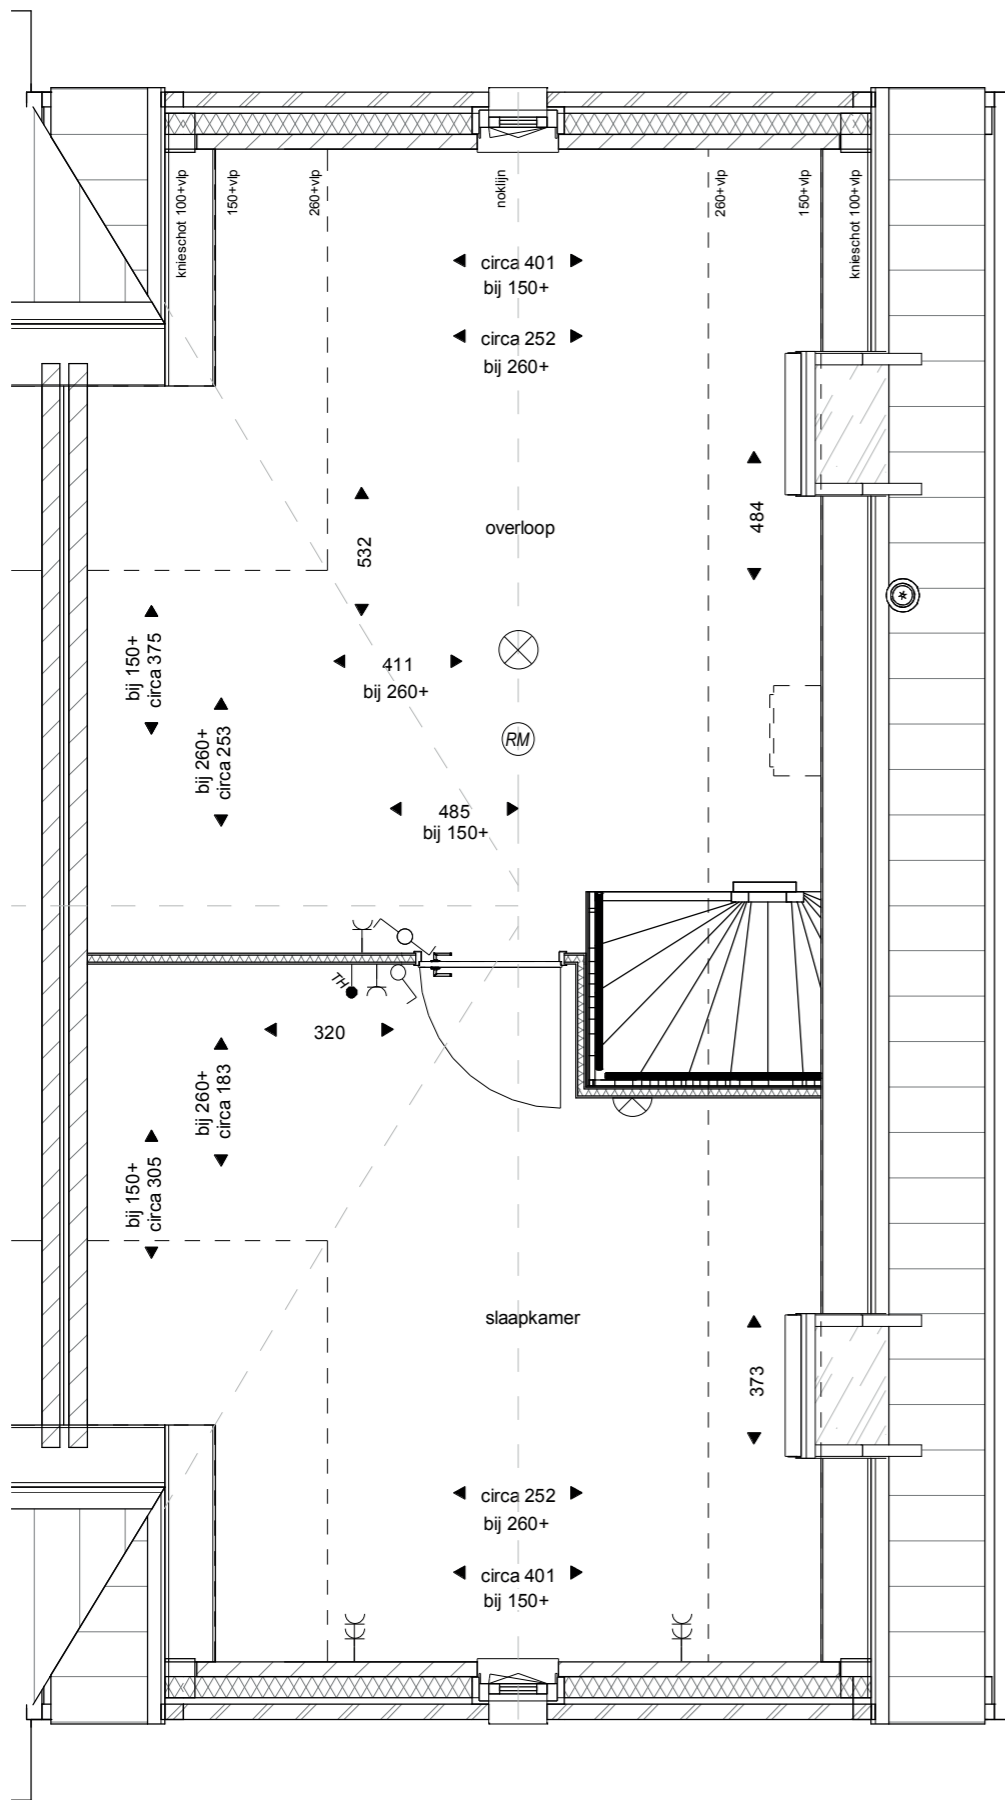 knieschot 100+vlp
150+vlp
260+vlp
noklijn
260+vlp
150+vlp
knieschot 100+vlp
circa 401
bij 150+
circa 252
bij 260+
484
overloop
532
bij 150+
circa 375
411
bij 260+
bij 260+
circa 253
RM
485
bij 150+
TH
320
bij 260+
circa 183
bij 150+
circa 305
slaapkamer
373
circa 252
bij 260+
circa 401
bij 150+